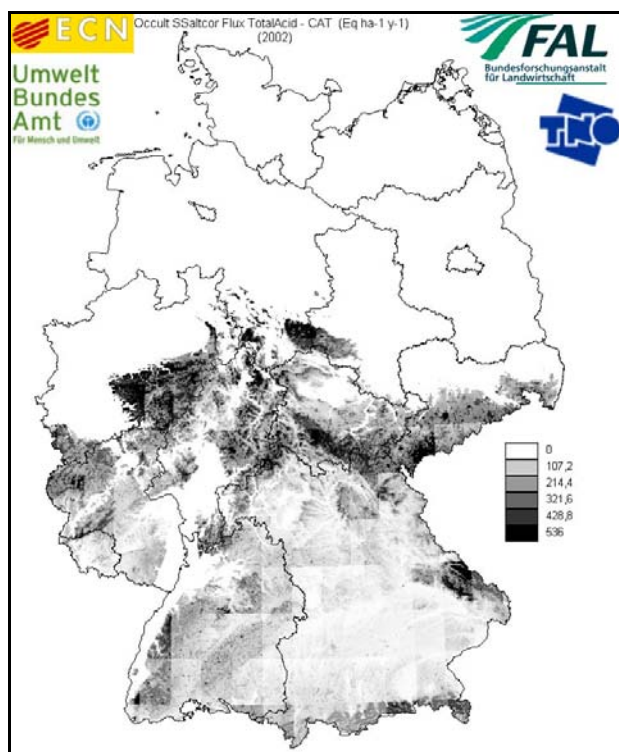 ECN
Occult SSaltcor Flux TotalAcid - CAT (Eq ha-1 y-1)
(2002)
FAL
Bundesforschungsanstalt
für Landwirtschaft
Umwelt
Bundes
Amt
Für Mensch und Umwelt
TNO
0
107,2
214,4
321,6
428,8
536